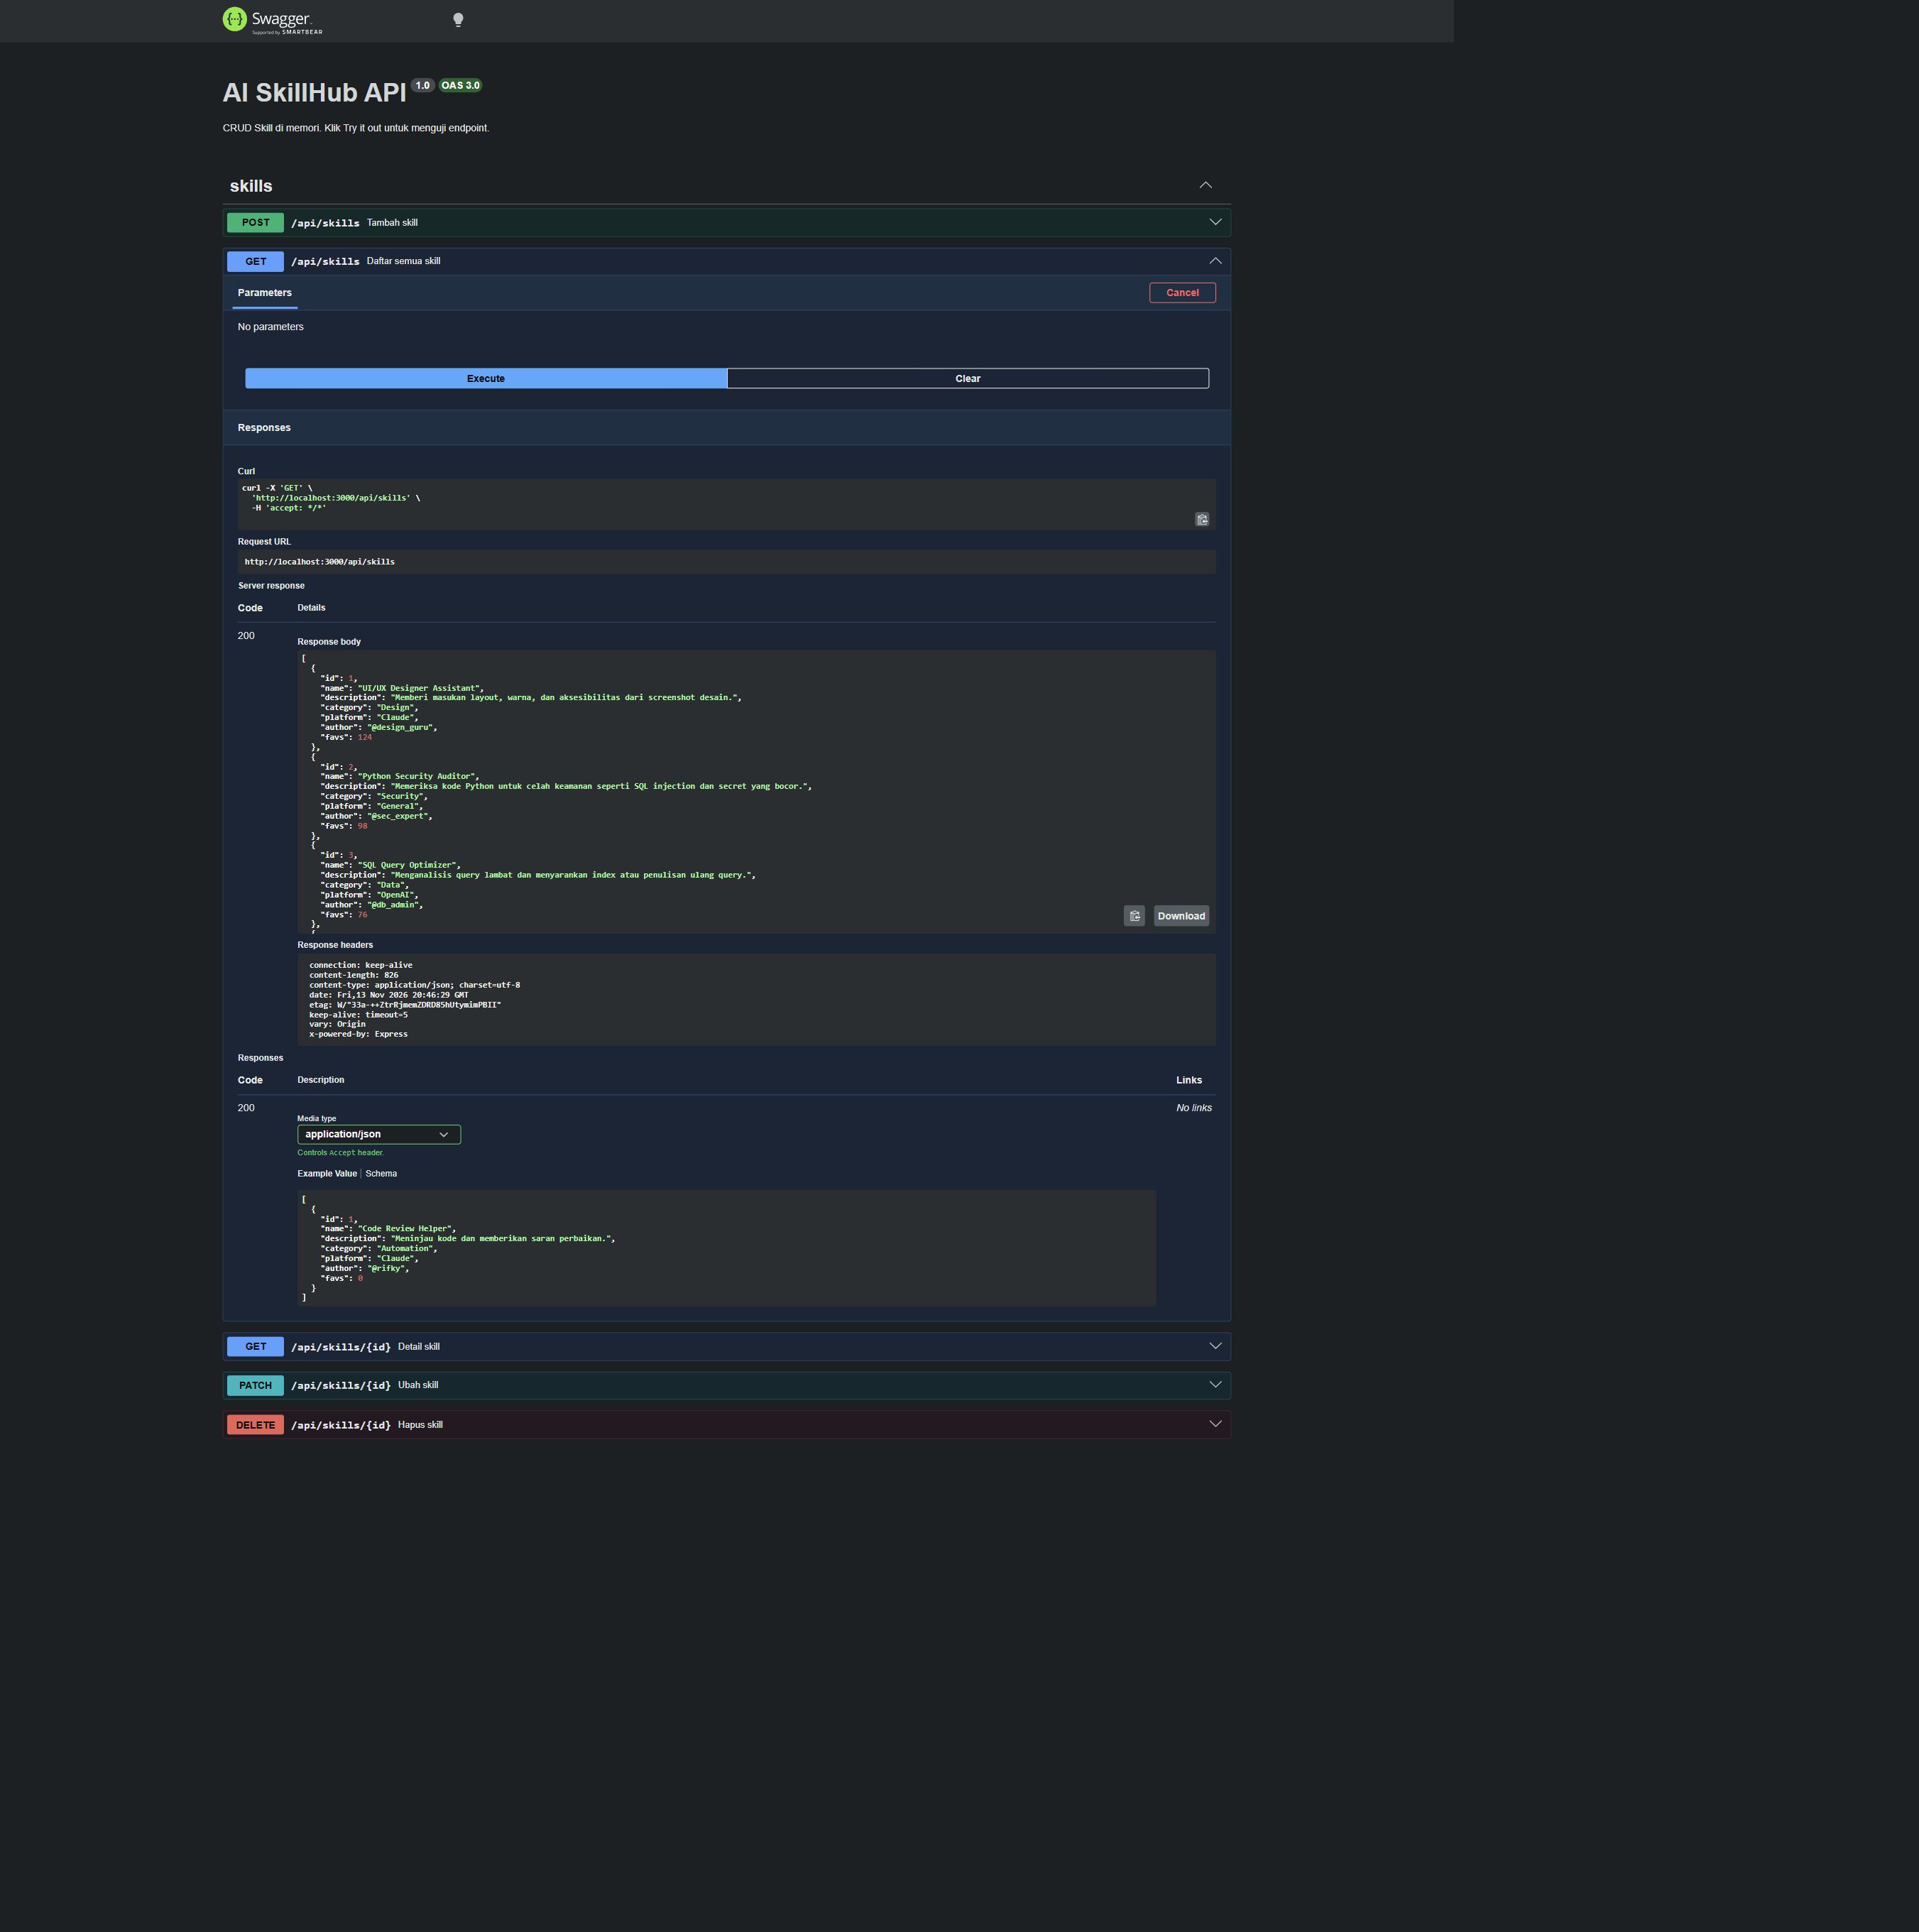 Swagger
Supported by SMARTBEAR
AI SkillHub API 1.0 OAS 3.0
CRUD Skill di memori. Klik Try it out untuk menguji endpoint.
skills
POST /api/skills Tambah skill
GET /api/skills Daftar semua skill
Parameters Cancel
No parameters
Execute Clear
Responses
Curl
curl -X 'GET' \
'http://localhost:3000/api/skills' \
-H 'accept: */*'
Request URL
http://localhost:3000/api/skills
Server response
Code Details
200
Response body
[
{
"id": 1,
"name": "UI/UX Designer Assistant",
"description": "Memberi masukan layout, warna, dan aksesibilitas dari screenshot desain.",
"category": "Design",
"platform": "Claude",
"author": "@design_guru",
"favs": 124
},
{
"id": 2,
"name": "Python Security Auditor",
"description": "Memeriksa kode Python untuk celah keamanan seperti SQL injection dan secret yang bocor.",
"category": "Security",
"platform": "General",
"author": "@sec_expert",
"favs": 98
},
{
"id": 3,
"name": "SQL Query Optimizer",
"description": "Menganalisis query lambat dan menyarankan index atau penulisan ulang query.",
"category": "Data",
"platform": "OpenAI",
"author": "@db_admin",
"favs": 76
},
Download
Response headers
connection: keep-alive
content-length: 826
content-type: application/json; charset=utf-8
date: Fri,13 Nov 2026 20:46:29 GMT
etag: W/"33a-++ZtrRjmemZDRD85hUtymimPBII"
keep-alive: timeout=5
vary: Origin
x-powered-by: Express
Responses
Code Description Links
200 No links
Media type
application/json
Controls Accept header.
Example Value Schema
[
{
"id": 1,
"name": "Code Review Helper",
"description": "Meninjau kode dan memberikan saran perbaikan.",
"category": "Automation",
"platform": "Claude",
"author": "@rifky",
"favs": 0
}
]
GET /api/skills/{id} Detail skill
PATCH /api/skills/{id} Ubah skill
DELETE /api/skills/{id} Hapus skill